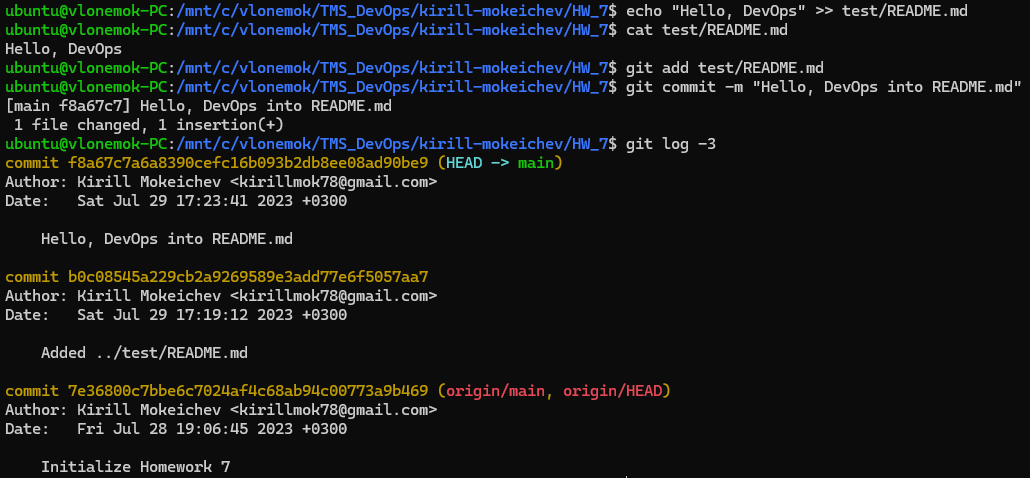 ubuntu@vlonemok-PC:/mnt/c/vlonemok/TMS_DevOps/kirill-mokeichev/HW_7$ echo "Hello, DevOps" >> test/README.md
ubuntu@vlonemok-PC:/mnt/c/vlonemok/TMS_DevOps/kirill-mokeichev/HW_7$ cat test/README.md
Hello, DevOps
ubuntu@vlonemok-PC:/mnt/c/vlonemok/TMS_DevOps/kirill-mokeichev/HW_7$ git add test/README.md
ubuntu@vlonemok-PC:/mnt/c/vlonemok/TMS_DevOps/kirill-mokeichev/HW_7$ git commit -m "Hello, DevOps into README.md"
[main f8a67c7] Hello, DevOps into README.md
 1 file changed, 1 insertion(+)
ubuntu@vlonemok-PC:/mnt/c/vlonemok/TMS_DevOps/kirill-mokeichev/HW_7$ git log -3
commit f8a67c7a6a8390cefc16b093b2db8ee08ad90be9 (HEAD -> main)
Author: Kirill Mokeichev <kirillmok78@gmail.com>
Date:   Sat Jul 29 17:23:41 2023 +0300

    Hello, DevOps into README.md

commit b0c08545a229cb2a9269589e3add77e6f5057aa7
Author: Kirill Mokeichev <kirillmok78@gmail.com>
Date:   Sat Jul 29 17:19:12 2023 +0300

    Added ../test/README.md

commit 7e36800c7bbe6c7024af4c68ab94c00773a9b469 (origin/main, origin/HEAD)
Author: Kirill Mokeichev <kirillmok78@gmail.com>
Date:   Fri Jul 28 19:06:45 2023 +0300

    Initialize Homework 7